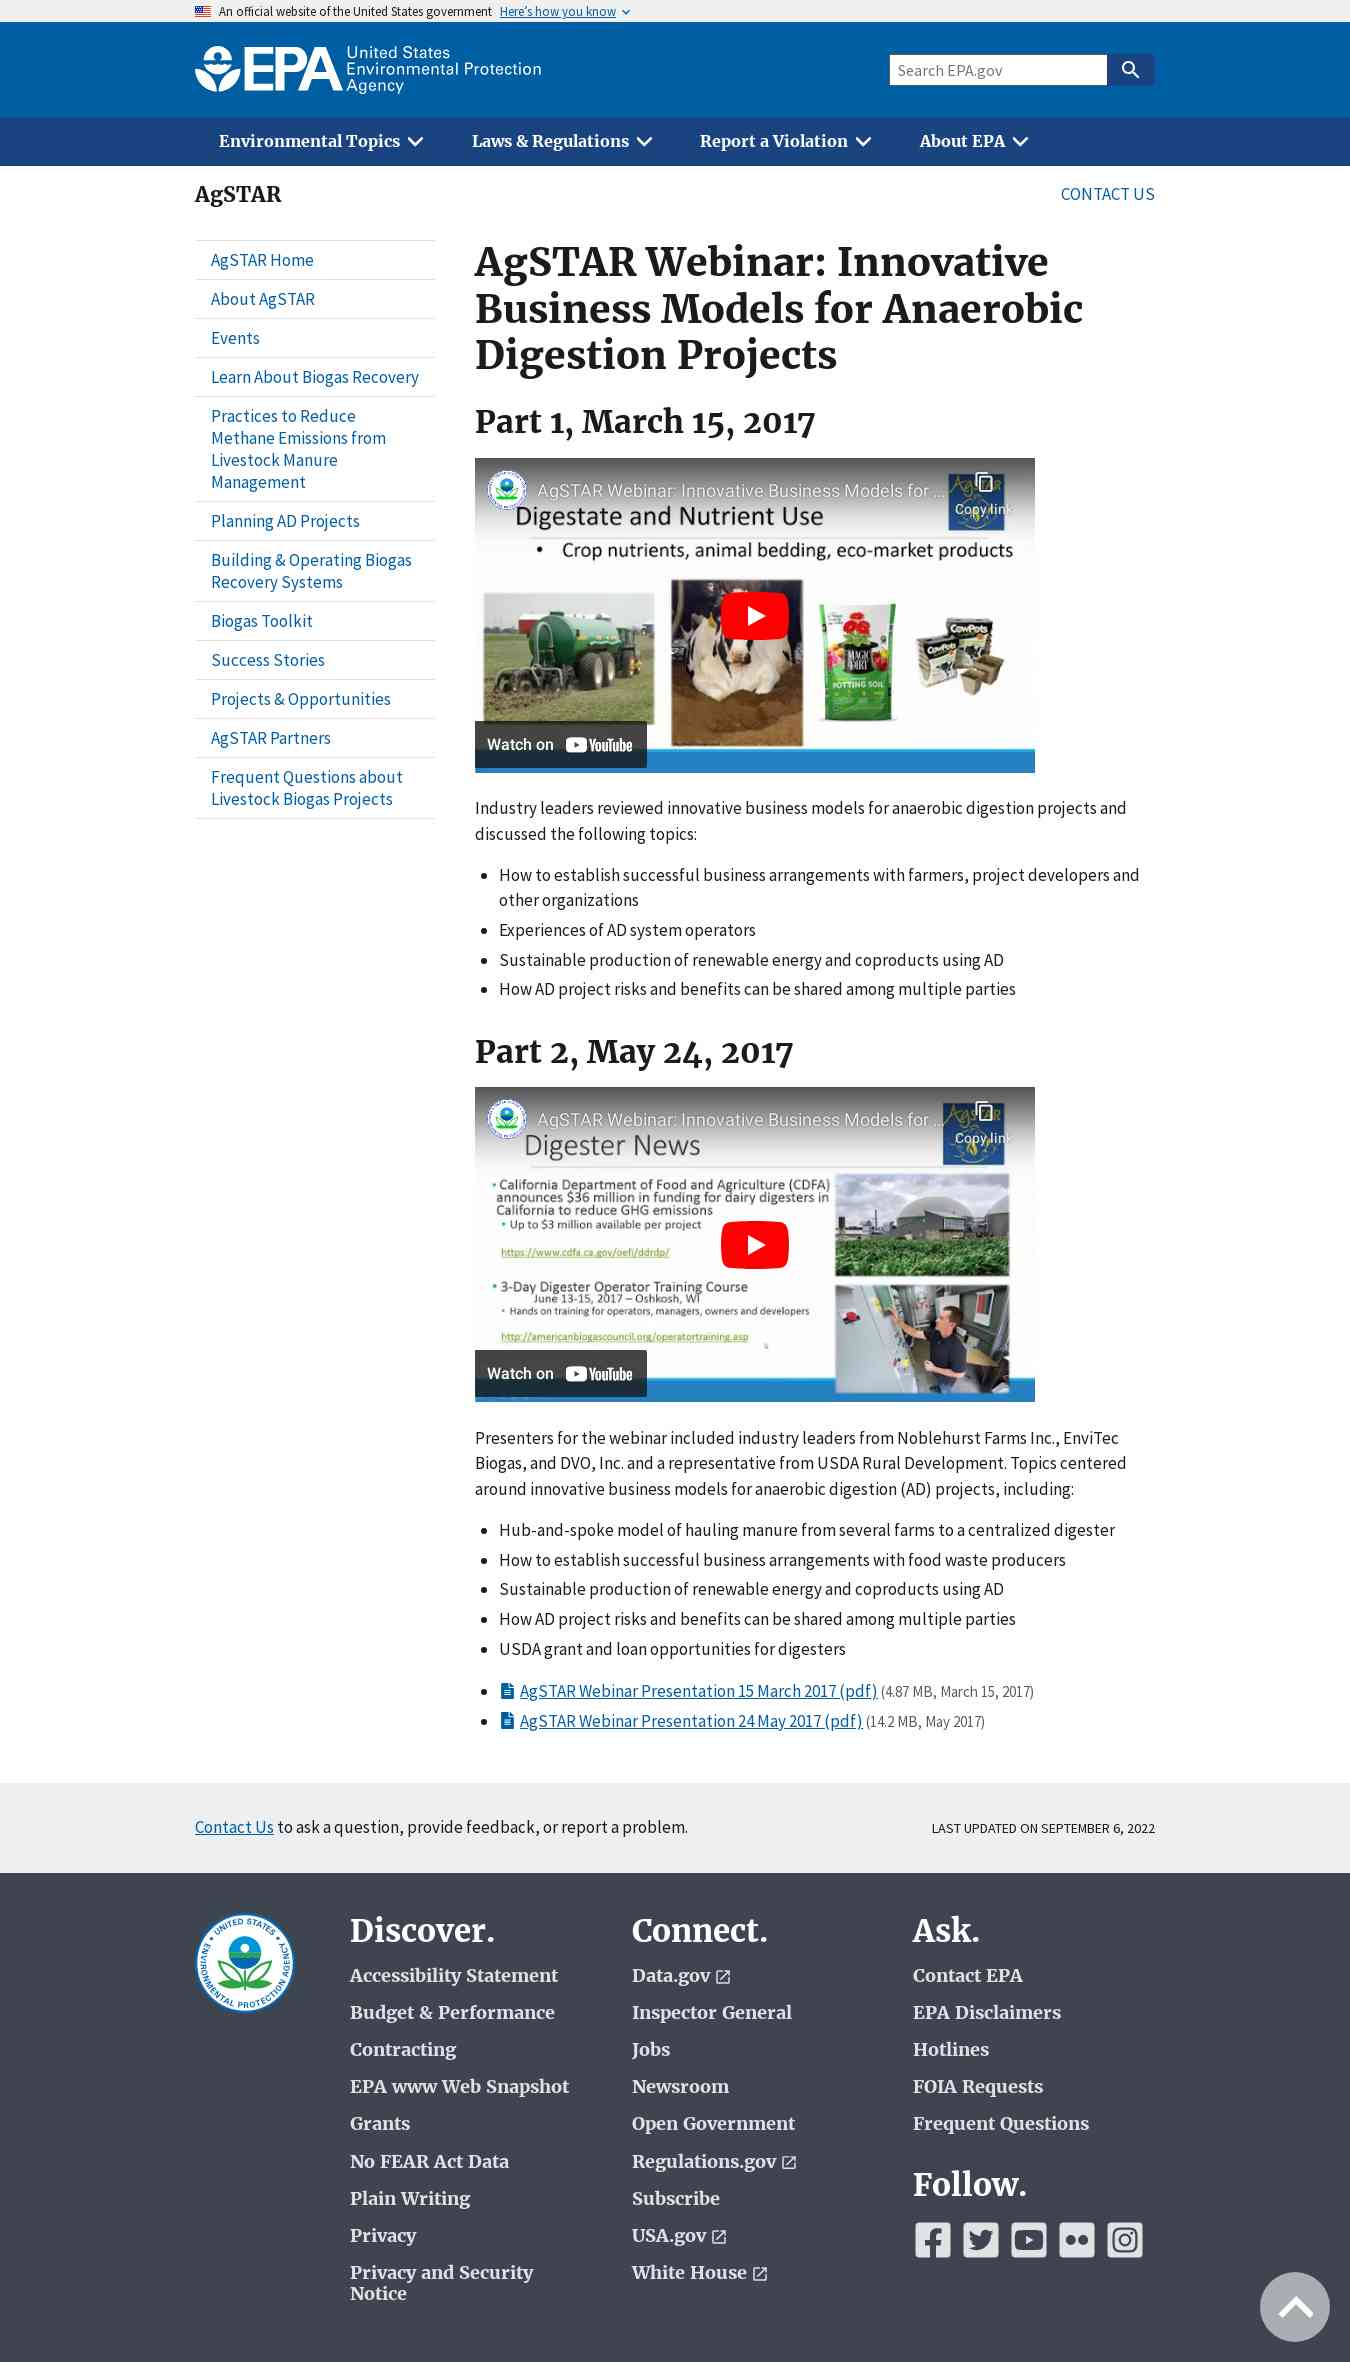 An official website of the United States government Here's how you know
EPA United States
Environmental Protection
Agency
Search EPA.gov
Environmental Topics
Laws & Regulations
Report a Violation
About EPA
AgSTAR
CONTACT US
AgSTAR Home
About AgSTAR
Events
Learn About Biogas Recovery
Practices to Reduce
Methane Emissions from
Livestock Manure
Management
Planning AD Projects
Building & Operating Biogas
Recovery Systems
Biogas Toolkit
Success Stories
Projects & Opportunities
AgSTAR Partners
Frequent Questions about
Livestock Biogas Projects
AgSTAR Webinar: Innovative
Business Models for Anaerobic
Digestion Projects
Part 1, March 15, 2017
AgSTAR Webinar: Innovative Business Models for ...
AgSTAR
Copy link
Digestate and Nutrient Use
• Crop nutrients, animal bedding, eco-market products
MAGIC
DIRT
POTTING SOIL
CowPots
CowPots
Watch on YouTube
Industry leaders reviewed innovative business models for anaerobic digestion projects and
discussed the following topics:
How to establish successful business arrangements with farmers, project developers and
other organizations
Experiences of AD system operators
Sustainable production of renewable energy and coproducts using AD
How AD project risks and benefits can be shared among multiple parties
Part 2, May 24, 2017
AgSTAR Webinar: Innovative Business Models for ...
AgSTAR
Copy link
Digester News
• California Department of Food and Agriculture (CDFA)
announces $36 million in funding for dairy digesters in
California to reduce GHG emissions
• Up to $3 million available per project
https://www.cdfa.ca.gov/oefi/ddrdp/
• 3-Day Digester Operator Training Course
June 13-15, 2017 – Oshkosh, WI
• Hands on training for operators, managers, owners and developers
http://americanbiogascouncil.org/operatortraining.asp
Watch on YouTube
Presenters for the webinar included industry leaders from Noblehurst Farms Inc., EnviTec
Biogas, and DVO, Inc. and a representative from USDA Rural Development. Topics centered
around innovative business models for anaerobic digestion (AD) projects, including:
Hub-and-spoke model of hauling manure from several farms to a centralized digester
How to establish successful business arrangements with food waste producers
Sustainable production of renewable energy and coproducts using AD
How AD project risks and benefits can be shared among multiple parties
USDA grant and loan opportunities for digesters
AgSTAR Webinar Presentation 15 March 2017 (pdf) (4.87 MB, March 15, 2017)
AgSTAR Webinar Presentation 24 May 2017 (pdf) (14.2 MB, May 2017)
Contact Us to ask a question, provide feedback, or report a problem.
LAST UPDATED ON SEPTEMBER 6, 2022
UNITED STATES
ENVIRONMENTAL PROTECTION AGENCY
Discover.
Accessibility Statement
Budget & Performance
Contracting
EPA www Web Snapshot
Grants
No FEAR Act Data
Plain Writing
Privacy
Privacy and Security
Notice
Connect.
Data.gov
Inspector General
Jobs
Newsroom
Open Government
Regulations.gov
Subscribe
USA.gov
White House
Ask.
Contact EPA
EPA Disclaimers
Hotlines
FOIA Requests
Frequent Questions
Follow.